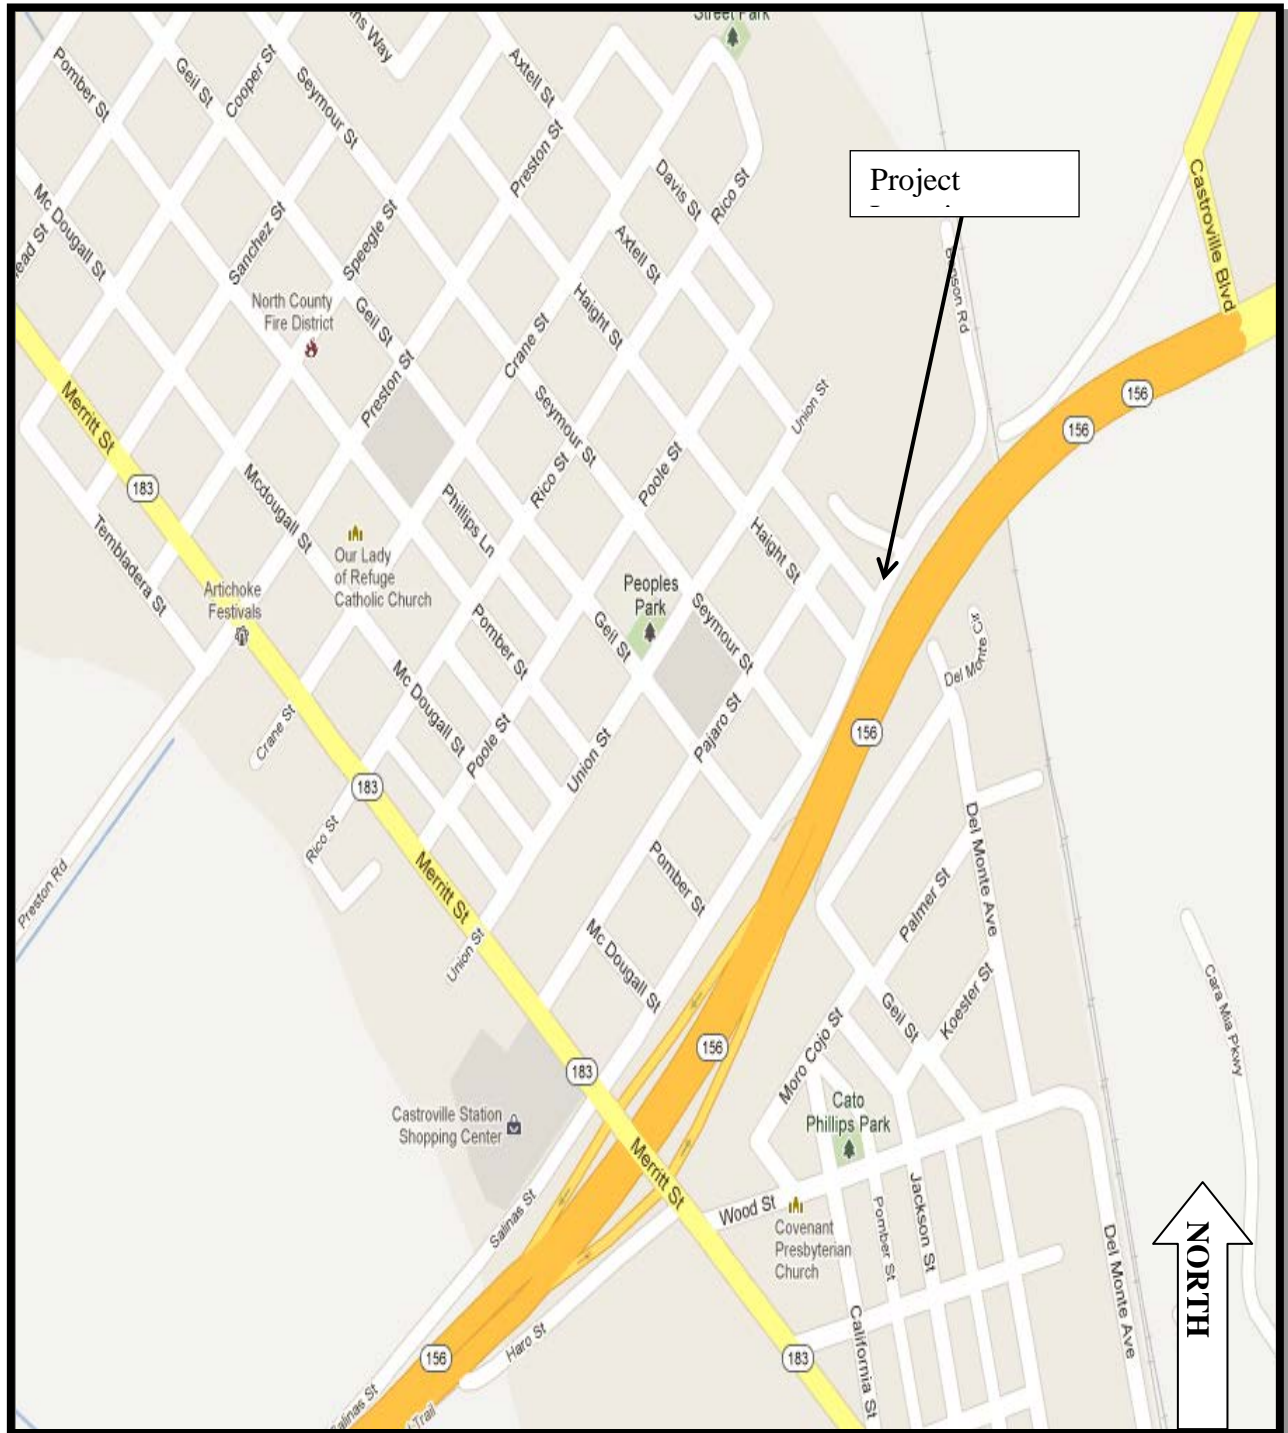 Street Park
Pomber St
Geil St
Cooper St
Seymour St
Axtell St
Preston St
Davis St
Rico St
Project
Castroville Blvd
Mc Dougall St
Sanchez St
Speegle St
Axtell St
North County
Fire District
Geil St
Haight St
Crane St
Preston St
Merritt St
156
156
Seymour St
Union St
183
Mcdougall St
Rico St
Poole St
Phillips Ln
Tembladera St
Haight St
Our Lady
of Refuge
Catholic Church
Artichoke
Festivals
Peoples
Park
Pomber St
Geil St
Seymour St
Del Monte Cir
Mc Dougall St
Crane St
Poole St
Union St
Pajaro St
156
183
Rico St
Del Monte Ave
Merritt St
Pomber St
Palmer St
Preston Rd
Union St
Mc Dougall St
Koester St
Geil St
Moro Cojo St
Cara Mia Pkwy
156
183
Castroville Station
Shopping Center
Cato
Phillips Park
Merritt St
Salinas St
Wood St
Jackson St
Pomber St
Covenant
Presbyterian
Church
NORTH
Del Monte Ave
California St
Haro St
156
183
Salinas St
Trail